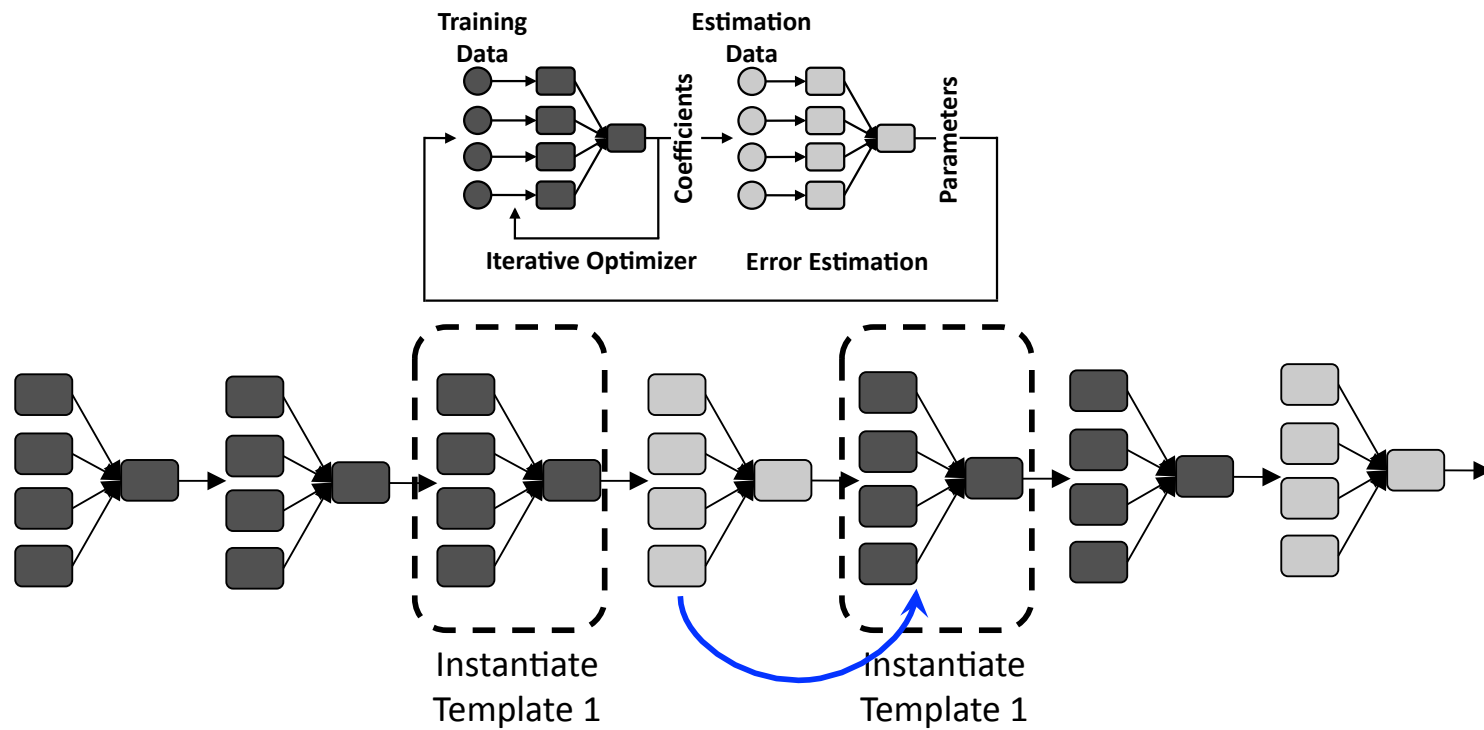 Training
Data
Estimation
Data
Coefficients
Parameters
Iterative Optimizer
Error Estimation
Instantiate
Template 1
Instantiate
Template 1